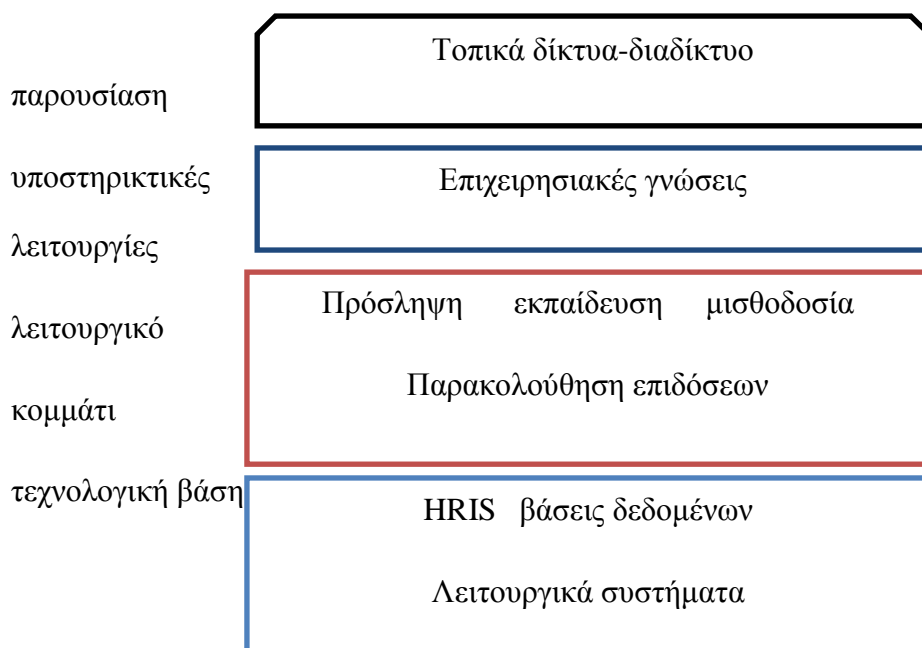 Τοπικά δίκτυα-διαδίκτυο
παρουσίαση
υποστηρικτικές
Επιχειρησιακές γνώσεις
λειτουργίες
Πρόσληψη εκπαίδευση μισθοδοσία
λειτουργικό
Παρακολούθηση επιδόσεων
κομμάτι
τεχνολογική βάση
HRIS βάσεις δεδομένων
Λειτουργικά συστήματα